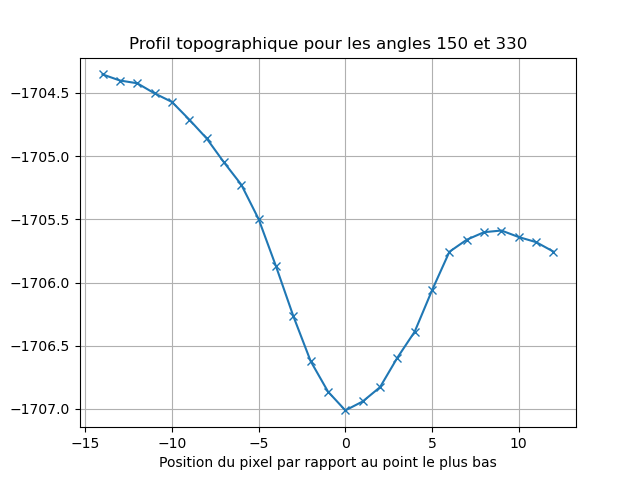 Profil topographique pour les angles 150 et 330
−1704.5
−1705.0
−1705.5
−1706.0
−1706.5
−1707.0
−15 −10 −5 0 5 10
Position du pixel par rapport au point le plus bas